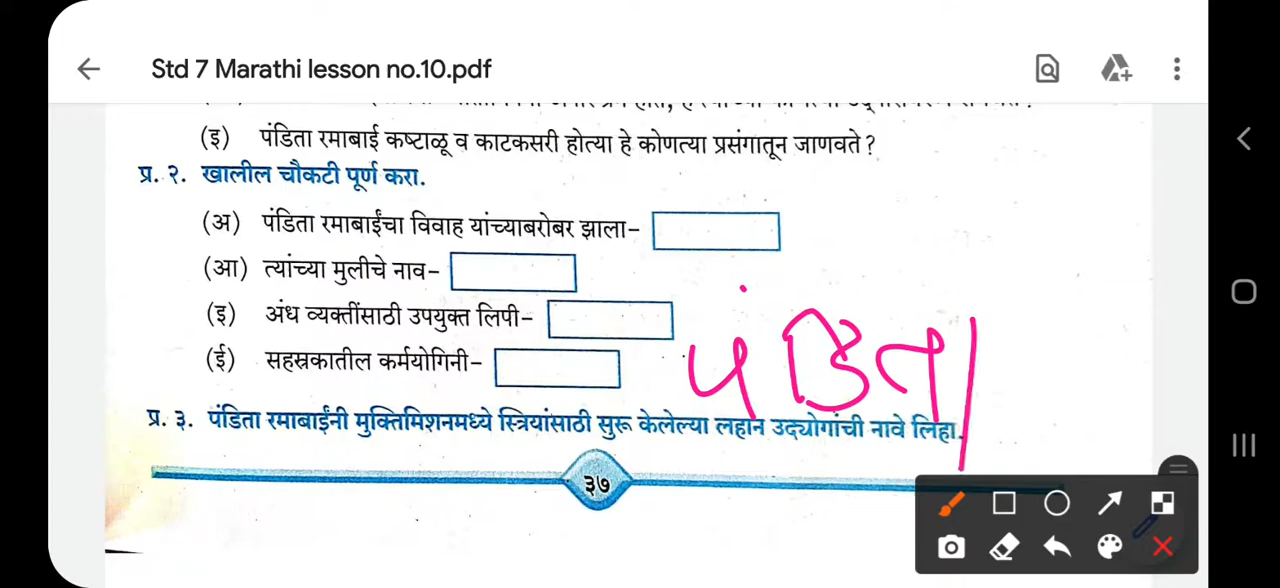 Std 7 Marathi lesson no.10.pdf
(इ) पंडिता रमाबाई कष्टाळू व काटकसरी होत्या हे कोणत्या प्रसंगातून जाणवते ?
प्र. २. खालील चौकटी पूर्ण करा.
(अ) पंडिता रमाबाईंचा विवाह यांच्याबरोबर झाला-
(आ) त्यांच्या मुलीचे नाव-
(इ) अंध व्यक्तींसाठी उपयुक्त लिपी-
(ई) सहस्रकातील कर्मयोगिनी-
पंडिता
प्र. ३. पंडिता रमाबाईंनी मुक्तिमिशनमध्ये स्त्रियांसाठी सुरू केलेल्या लहान उद्योगांची नावे लिहा.
३७